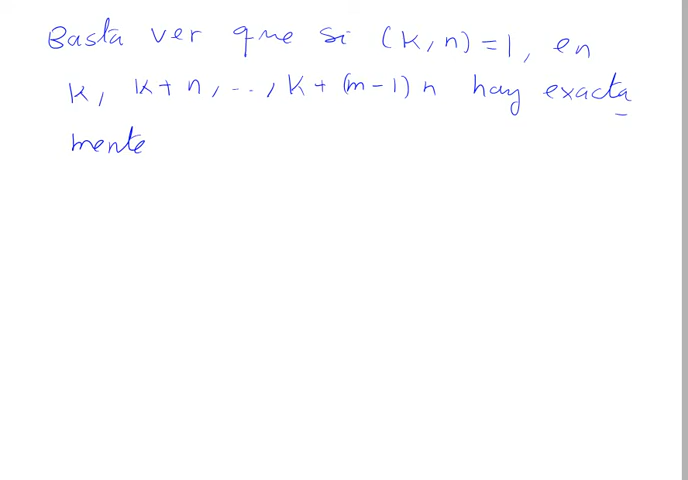 Basta ver que si (k,n)=1, en
k, k+n, ..., k+(m-1)n hay exacta
mente